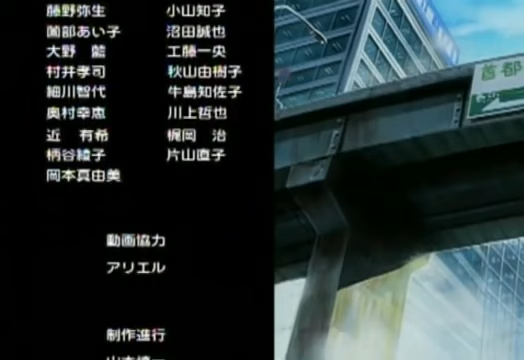 藤野弥生 小山知子
薗部あい子 沼田誠也
大野 藍 工藤一央
村井孝司 秋山由樹子
細川智代 牛島知佐子
奥村幸恵 川上哲也
近 有希 梶岡 治
柄谷綾子 片山直子
岡本真由美
首都
動画協力
アリエル
制作進行